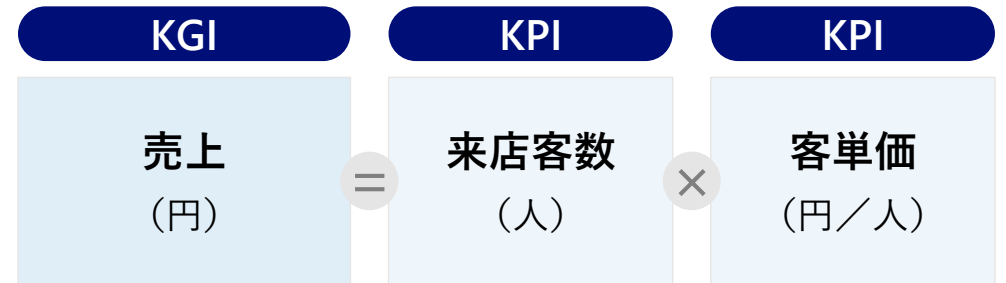 KGI
KPI
KPI
売上
(円)
=
来店客数
(人)
×
客単価
(円／人)